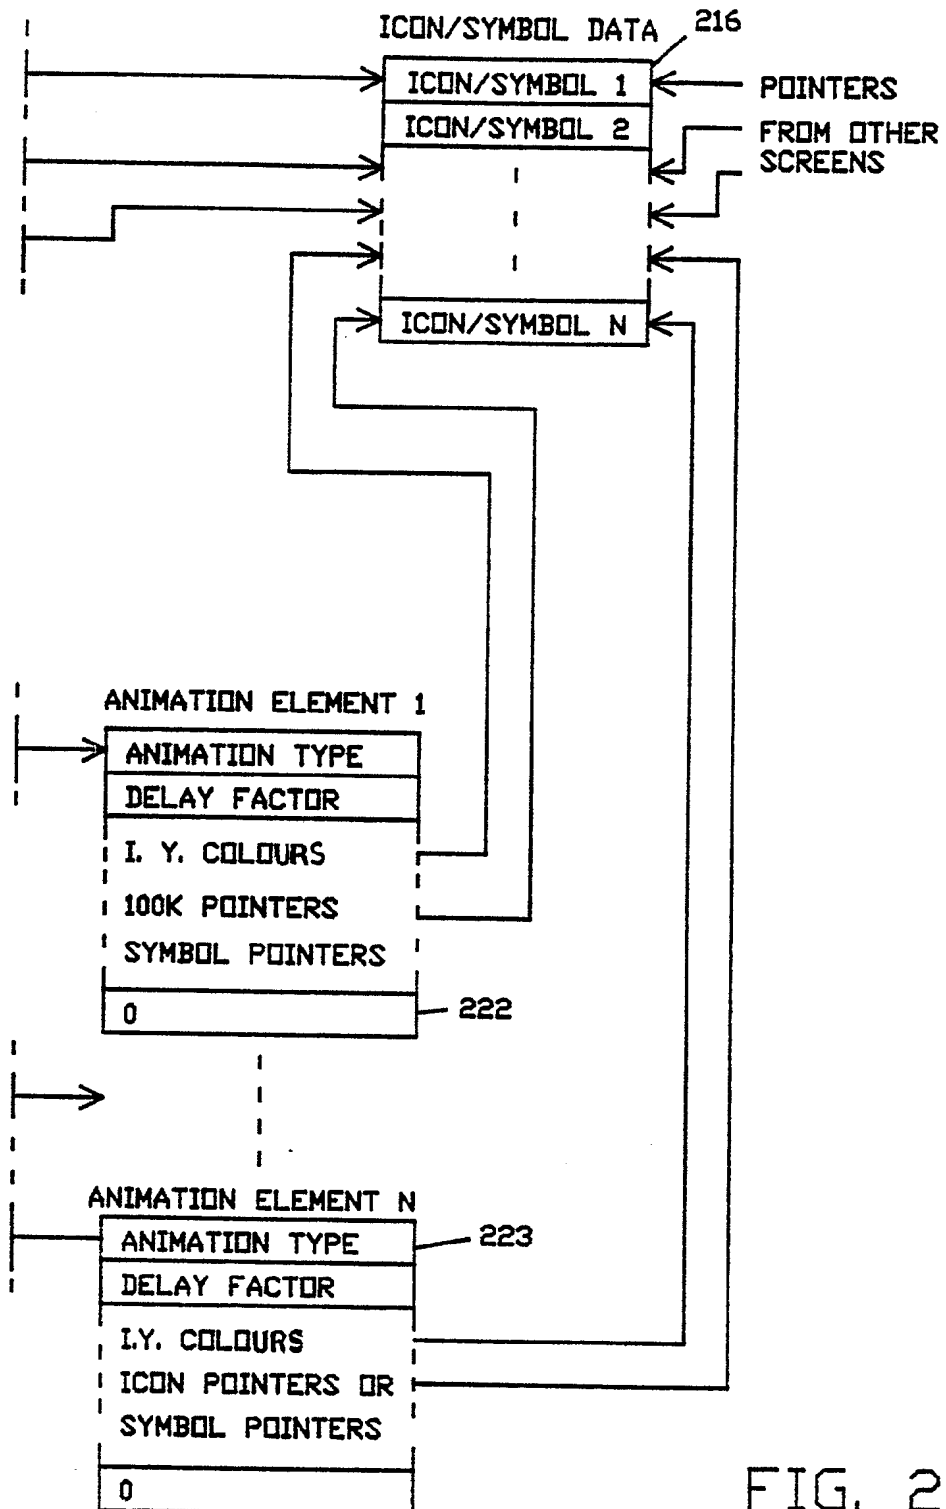 ICON/SYMBOL DATA
216
ICON/SYMBOL 1
ICON/SYMBOL 2
ICON/SYMBOL N
POINTERS
FROM OTHER
SCREENS
ANIMATION ELEMENT 1
ANIMATION TYPE
DELAY FACTOR
I. Y. COLOURS
100K POINTERS
SYMBOL POINTERS
0
222
ANIMATION ELEMENT N
ANIMATION TYPE
223
DELAY FACTOR
I.Y. COLOURS
ICON POINTERS OR
SYMBOL POINTERS
0
FIG. 2